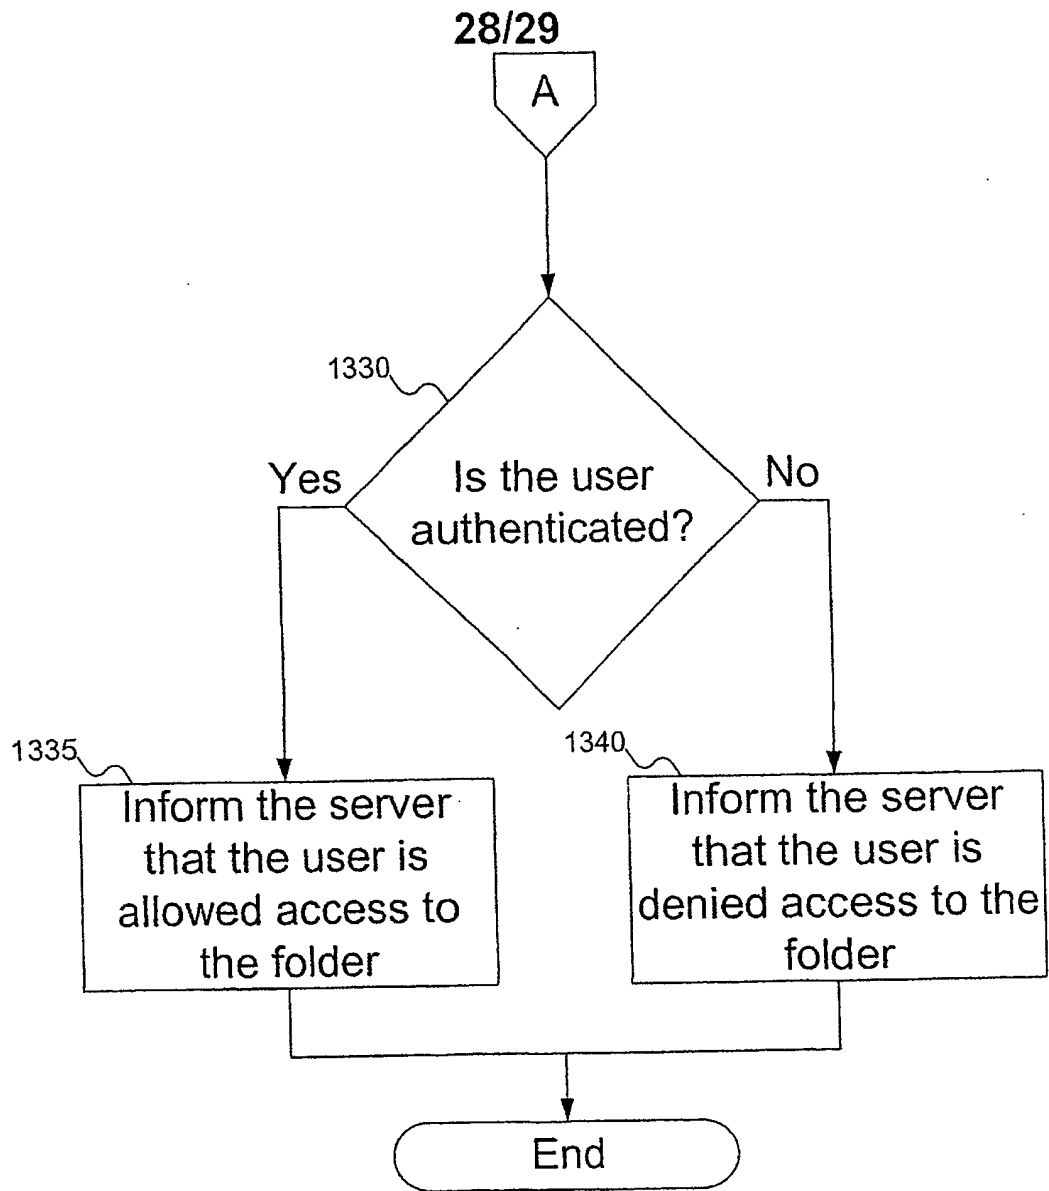 28/29
A
1330
Is the user
authenticated?
Yes
No
1335
Inform the server
that the user is
allowed access to
the folder
1340
Inform the server
that the user is
denied access to the
folder
End